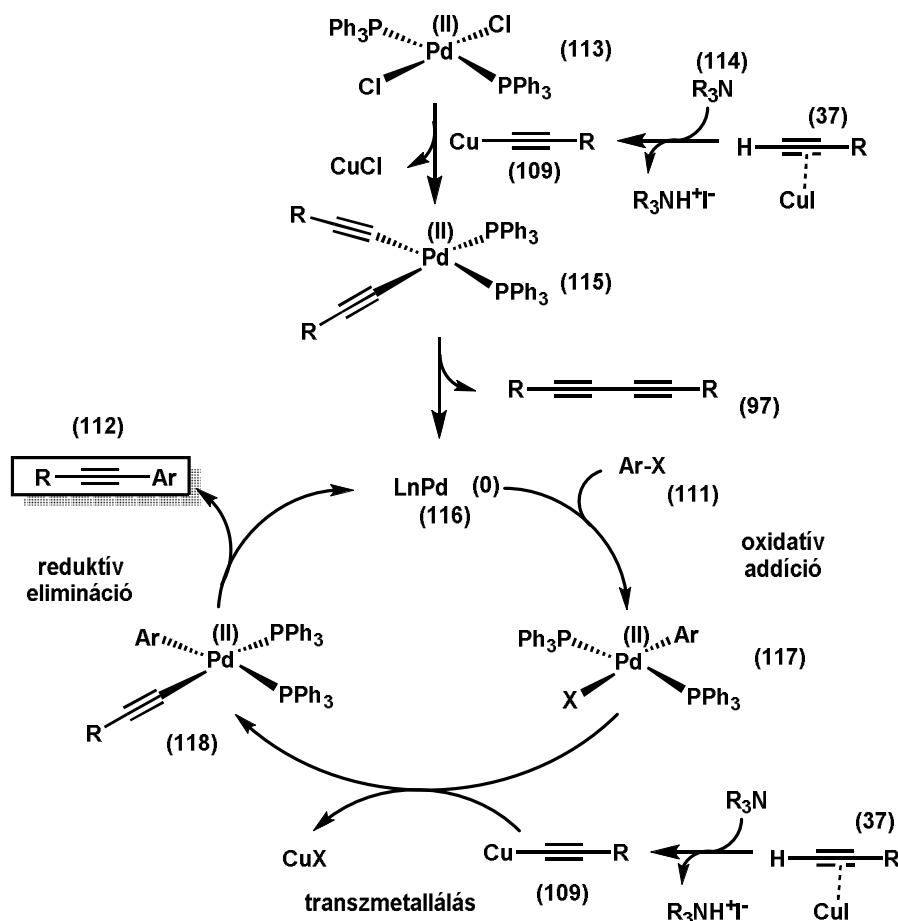 (II)
Ph3P Cl
Pd
Cl PPh3
(113)
(114)
R3N
(37)
H R
CuI
R3NH+I-
Cu R
(109)
CuCl
R
(II)
PPh3
Pd
PPh3
R
(115)
R R
(97)
(112)
R Ar
LnPd (0)
(116)
Ar-X
(111)
reduktív
elimináció
oxidatív
addíció
(II)
Ar PPh3
Pd
PPh3
R
(118)
(II)
Ph3P Ar
Pd
X PPh3
(117)
R3N
(37)
H R
CuI
R3NH+I-
Cu R
(109)
CuX
transzmetallálás